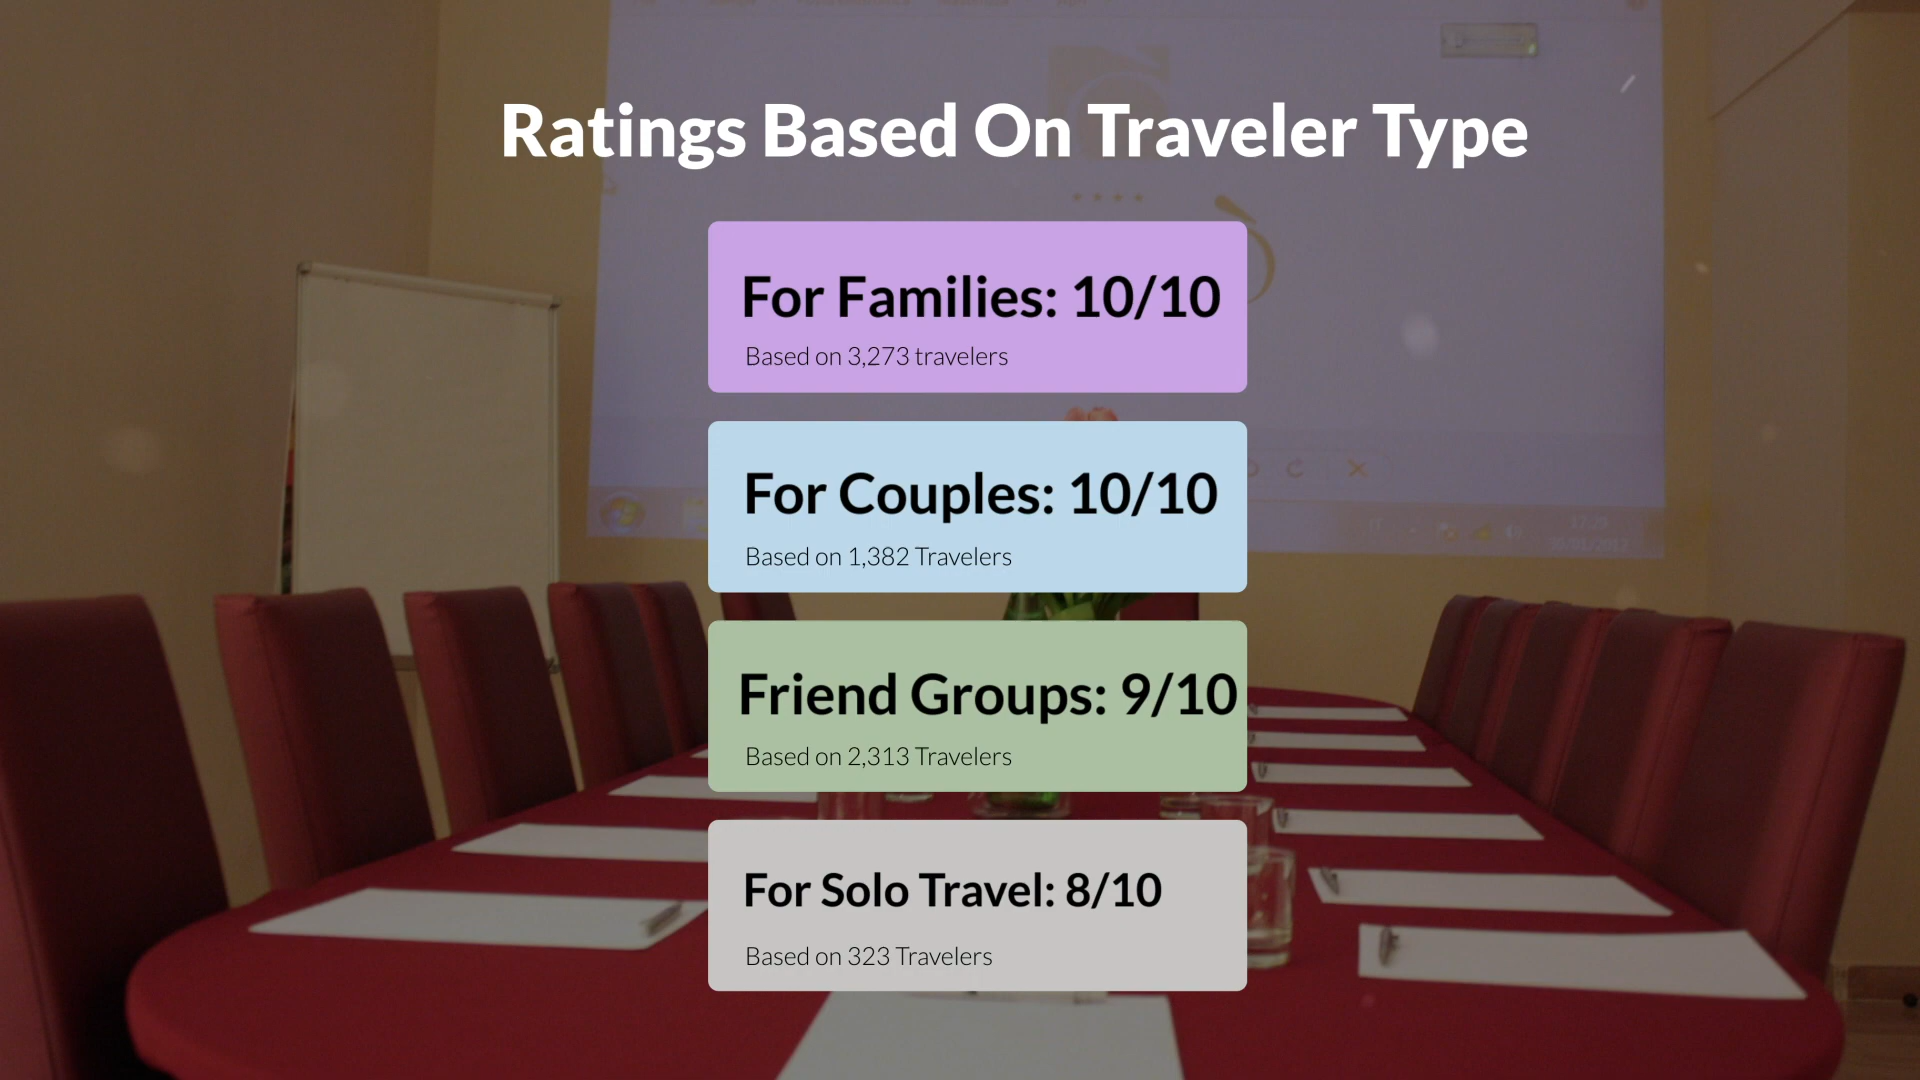 Ratings Based On Traveler Type
For Families: 10/10
Based on 3,273 travelers
For Couples: 10/10
Based on 1,382 Travelers
Friend Groups: 9/10
Based on 2,313 Travelers
For Solo Travel: 8/10
Based on 323 Travelers